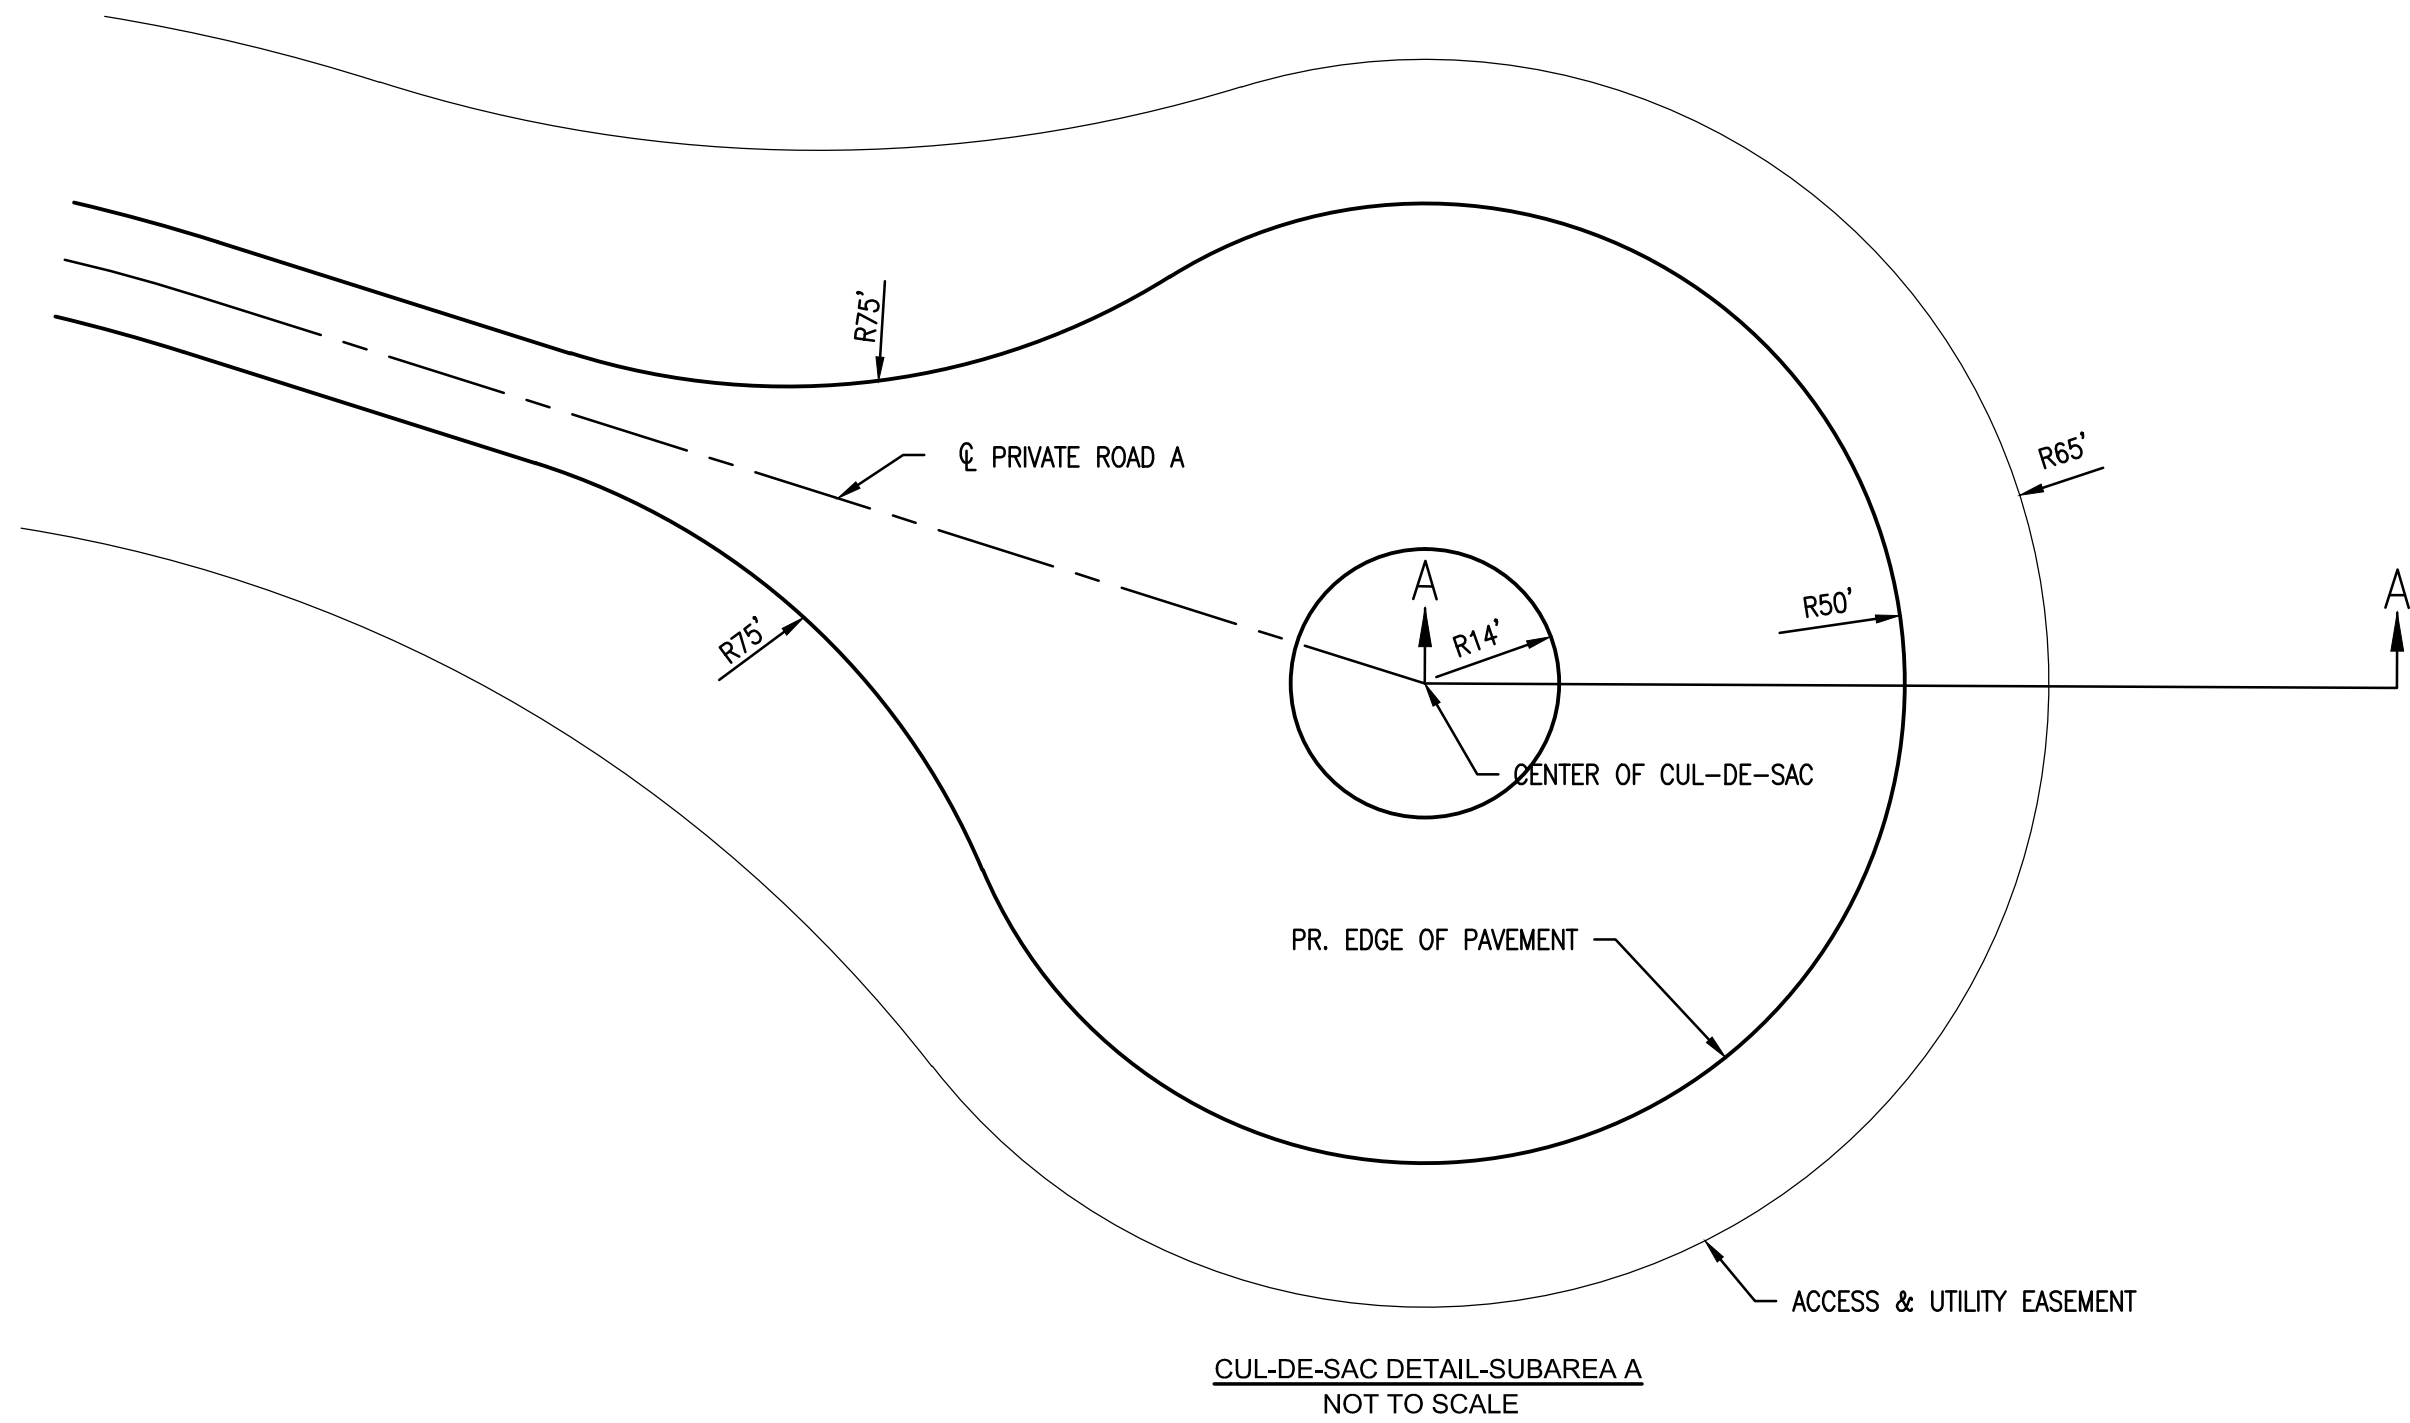 R75'
R65'
℄ PRIVATE ROAD A
A
A
R50'
R14'
R75'
CENTER OF CUL-DE-SAC
PR. EDGE OF PAVEMENT
ACCESS & UTILITY EASEMENT
CUL-DE-SAC DETAIL-SUBAREA A
NOT TO SCALE